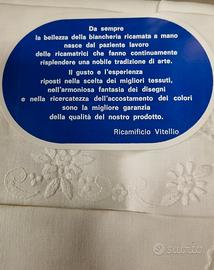 Da sempre
la bellezza della biancheria ricamata a mano
nasce dal paziente lavoro
delle ricamatrici che fanno continuamente
risplendere una nobile tradizione di arte.
Il gusto e l'esperienza
riposti nella scelta dei migliori tessuti,
nell'armoniosa fantasia dei disegni
e nella ricercatezza dell'accostamento dei colori
sono la migliore garanzia
della qualità del nostro prodotto.
Ricamificio Vitellio
subito.it